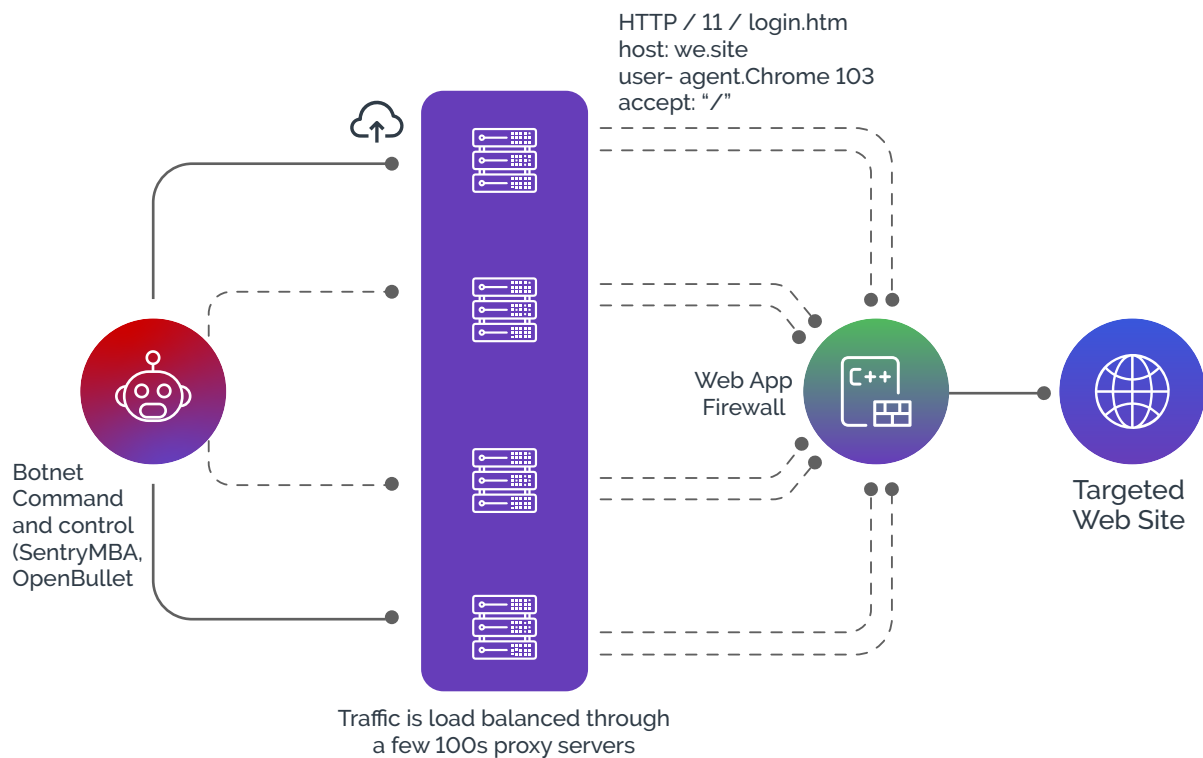 HTTP / 11 / login.htm
host: we.site
user- agent.Chrome 103
accept: “/”
Web App
Firewall
C++
Botnet
Command
and control
(SentryMBA,
OpenBullet
Targeted
Web Site
Traffic is load balanced through
a few 100s proxy servers